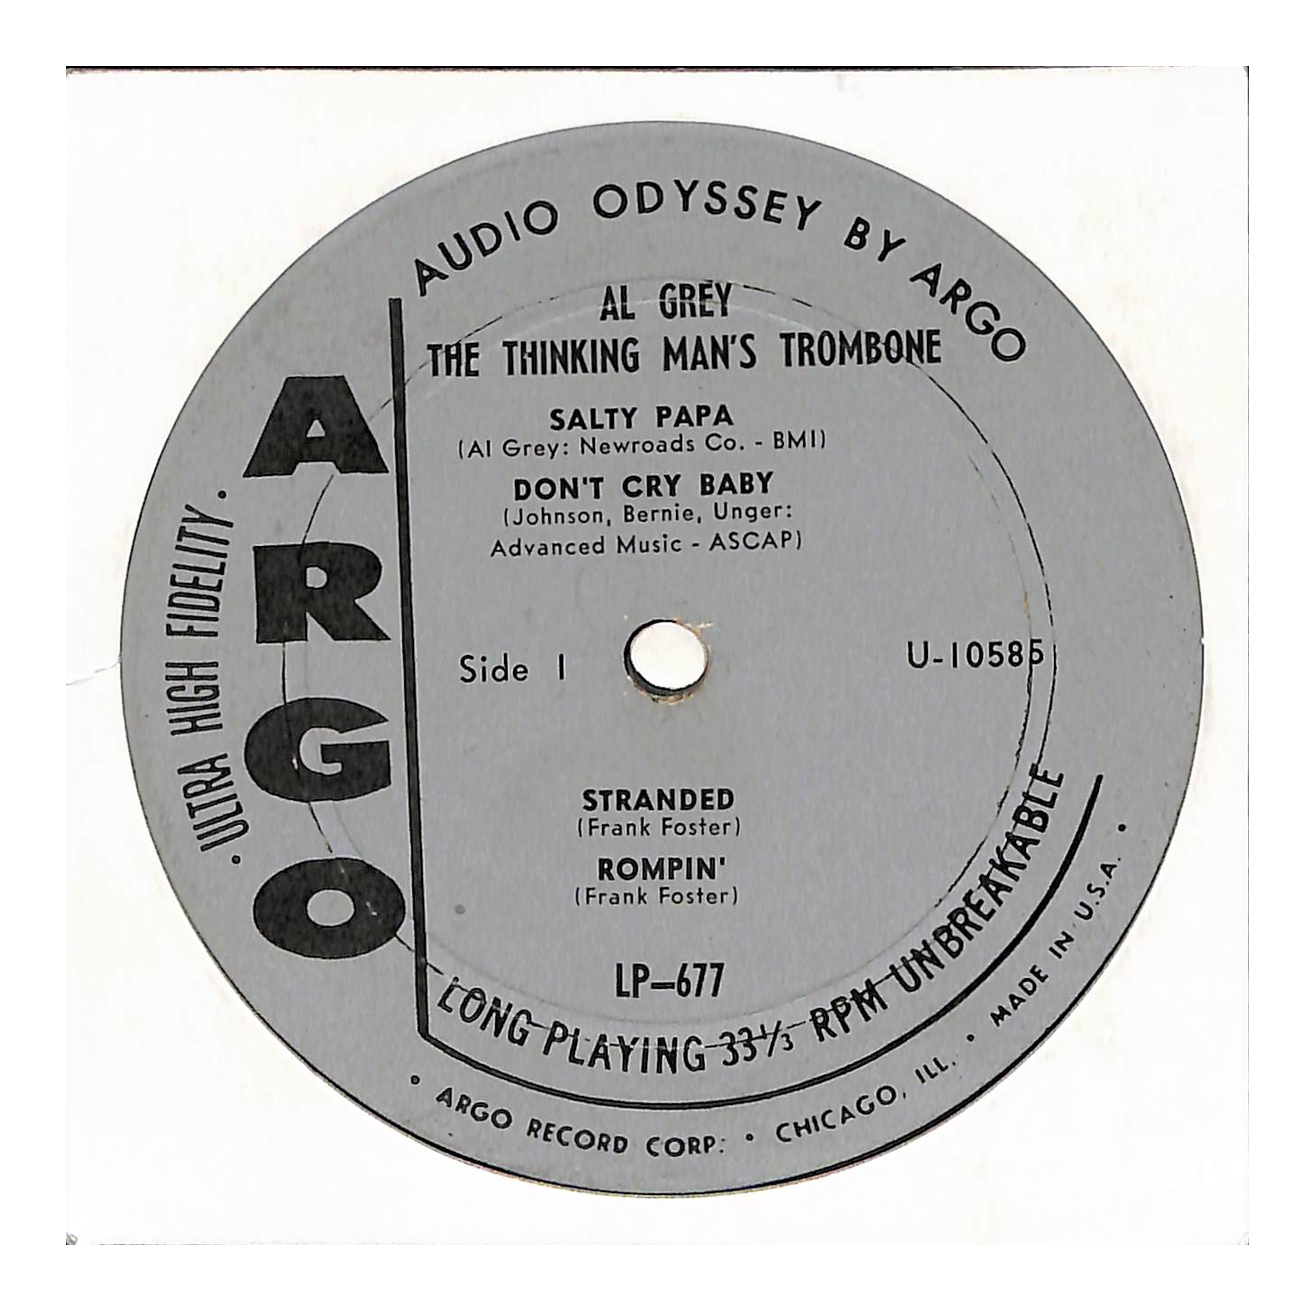 AUDIO ODYSSEY BY ARGO
AL GREY
THE THINKING MAN'S TROMBONE
SALTY PAPA
(Al Grey: Newroads Co. - BMI)
DON'T CRY BABY
(Johnson, Bernie, Unger:
Advanced Music - ASCAP)
ARGO
• ULTRA HIGH FIDELITY •
Side 1
U-10585
STRANDED
(Frank Foster)
ROMPIN'
(Frank Foster)
LP-677
LONG PLAYING 33⅓ RPM UNBREAKABLE
• ARGO RECORD CORP. • CHICAGO, ILL. • MADE IN U.S.A. •